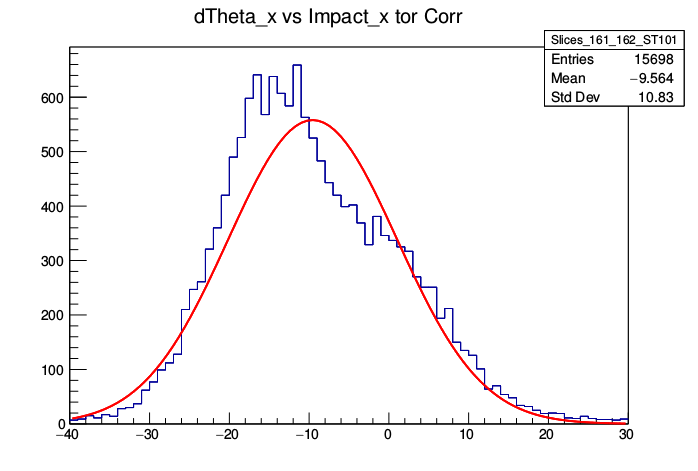 dTheta_x vs Impact_x tor Corr
Slices_161_162_ST101
Entries 15698
Mean −9.564
Std Dev 10.83
600
500
400
300
200
100
0
−40 −30 −20 −10 0 10 20 30